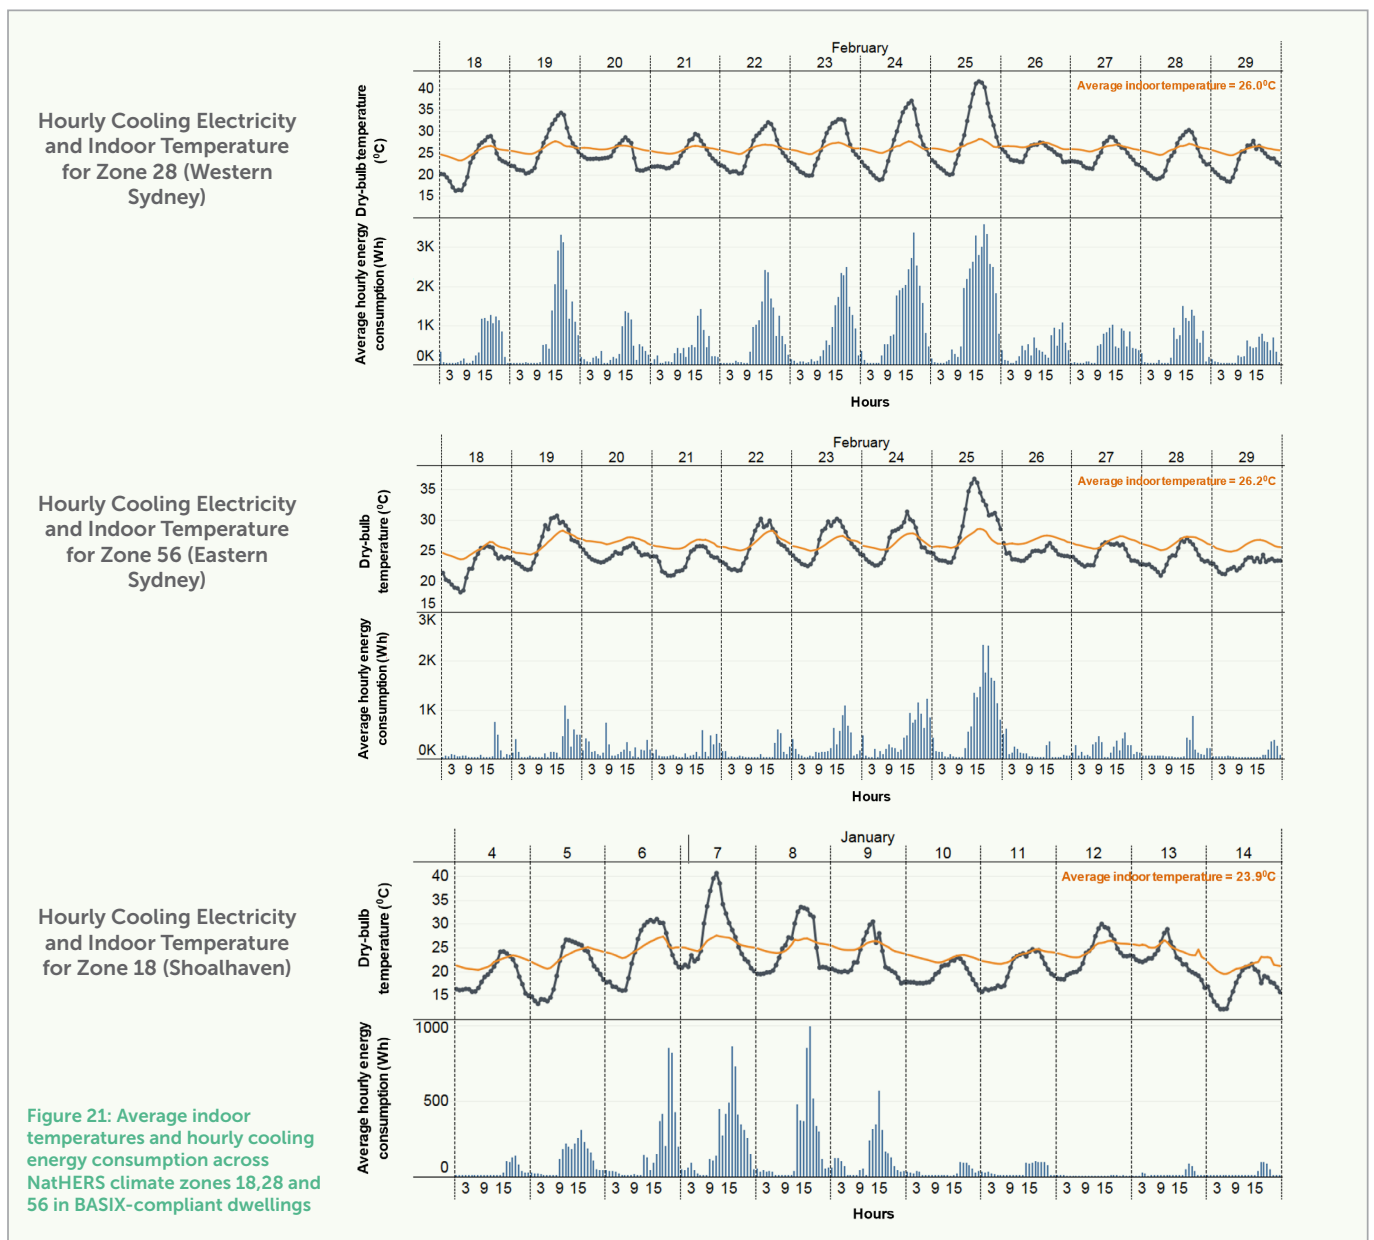 Hourly Cooling Electricity
and Indoor Temperature
for Zone 28 (Western
Sydney)
February
18 19 20 21 22 23 24 25 26 27 28 29
Average indoor temperature = 26.0⁰C
Dry-bulb temperature
(⁰C)
40
35
30
25
20
15
Average hourly energy
consumption (Wh)
3K
2K
1K
0K
3 9 15 3 9 15 3 9 15 3 9 15 3 9 15 3 9 15 3 9 15 3 9 15 3 9 15 3 9 15 3 9 15 3 9 15
Hours
Hourly Cooling Electricity
and Indoor Temperature
for Zone 56 (Eastern
Sydney)
February
18 19 20 21 22 23 24 25 26 27 28 29
Average indoor temperature = 26.2⁰C
Dry-bulb
temperature (⁰C)
35
30
25
20
15
Average hourly energy
consumption (Wh)
3K
2K
1K
0K
3 9 15 3 9 15 3 9 15 3 9 15 3 9 15 3 9 15 3 9 15 3 9 15 3 9 15 3 9 15 3 9 15 3 9 15
Hours
Hourly Cooling Electricity
and Indoor Temperature
for Zone 18 (Shoalhaven)
January
4 5 6 7 8 9 10 11 12 13 14
Average indoor temperature = 23.9⁰C
Dry-bulb
temperature (⁰C)
40
35
30
25
20
15
Average hourly energy
consumption (Wh)
1000
500
0
3 9 15 3 9 15 3 9 15 3 9 15 3 9 15 3 9 15 3 9 15 3 9 15 3 9 15 3 9 15 3 9 15
Hours
Figure 21: Average indoor
temperatures and hourly cooling
energy consumption across
NatHERS climate zones 18,28 and
56 in BASIX-compliant dwellings